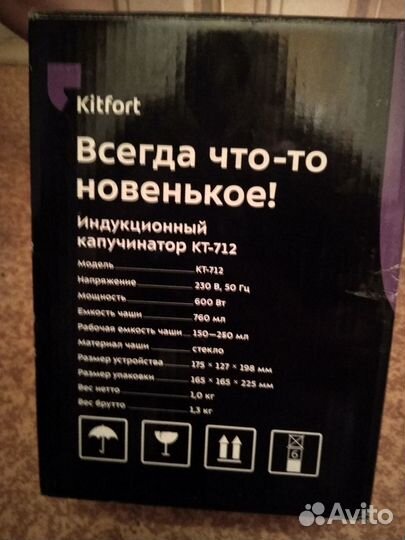 Kitfort
Всегда что-то
новенькое!
Индукционный
капучинатор КТ-712
Модель КТ-712
Напряжение 230 В, 50 Гц
Мощность 600 Вт
Емкость чаши 760 мл
Рабочая емкость чаши 150—250 мл
Материал чаши стекло
Размер устройства 175 × 127 × 198 мм
Размер упаковки 165 × 165 × 225 мм
Вес нетто 1,0 кг
Вес брутто 1,3 кг
6
Avito